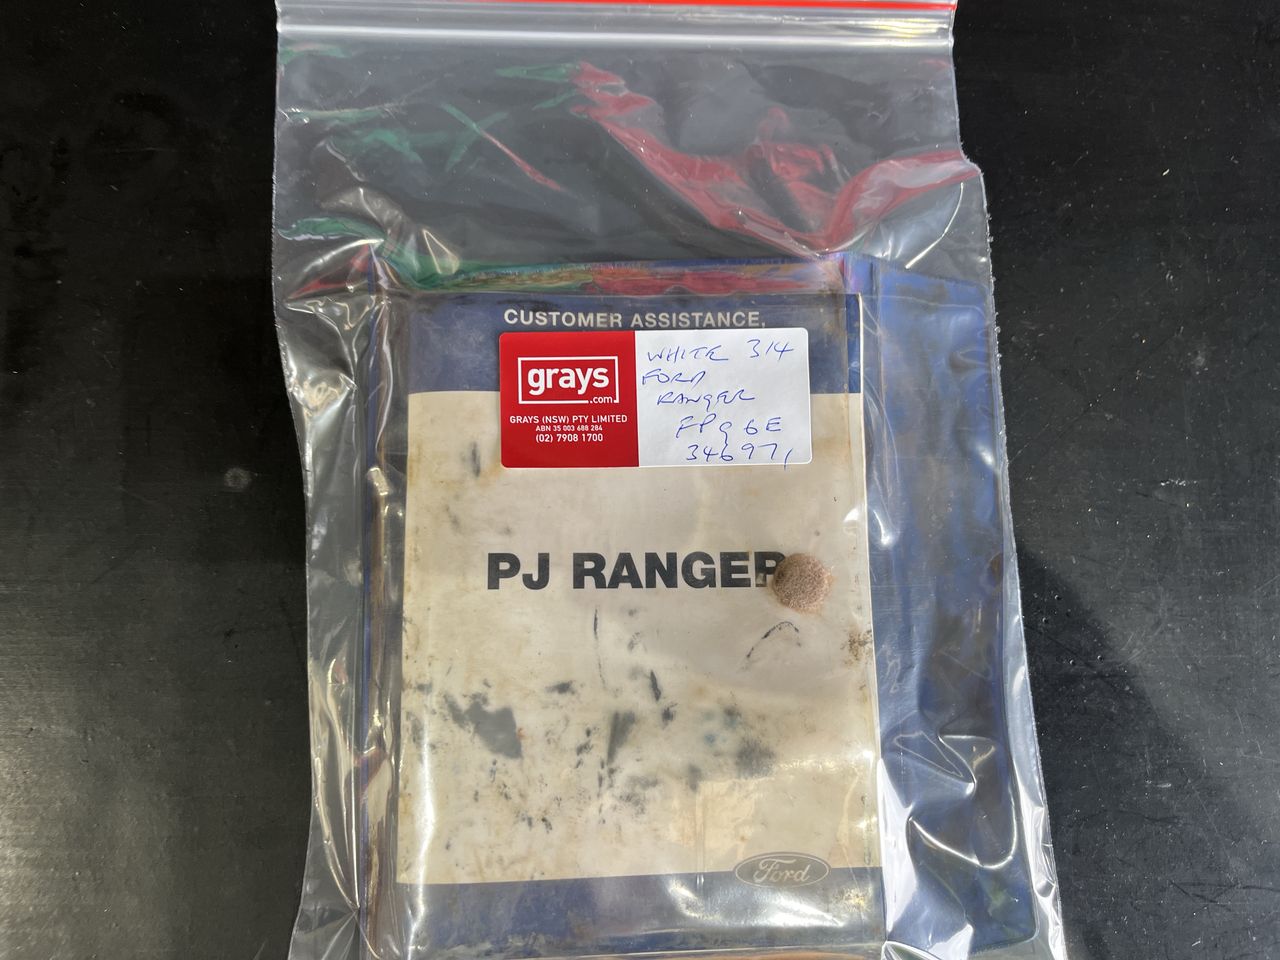 CUSTOMER ASSISTANCE,
grays
.com
GRAYS (NSW) PTY LIMITED
ABN 35 003 688 284
(02) 7908 1700
WHITE 314
FORD
RANGER
FPG6E
346971
PJ RANGER
Ford